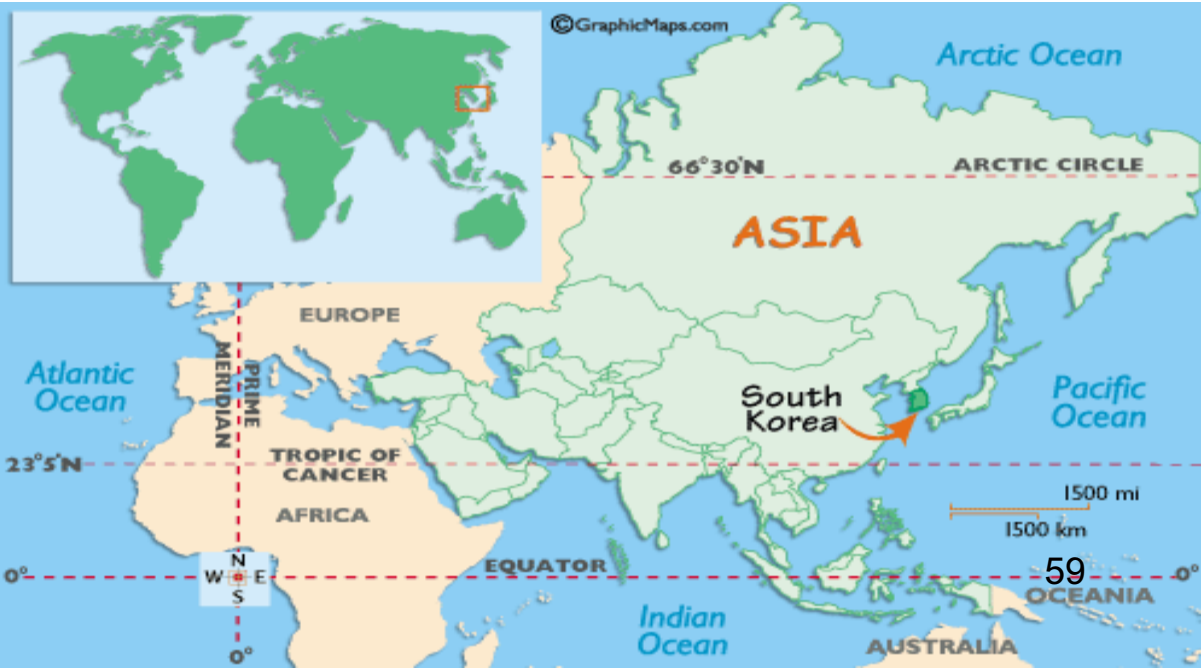 ©GraphicMaps.com
Arctic Ocean
66°30'N
ARCTIC CIRCLE
ASIA
EUROPE
Atlantic
Ocean
PRIME
MERIDIAN
South
Korea
Pacific
Ocean
23°5'N
TROPIC OF
CANCER
1500 mi
1500 km
AFRICA
EQUATOR
N
W E
S
0°
59
0°
OCEANIA
Indian
Ocean
AUSTRALIA
0°